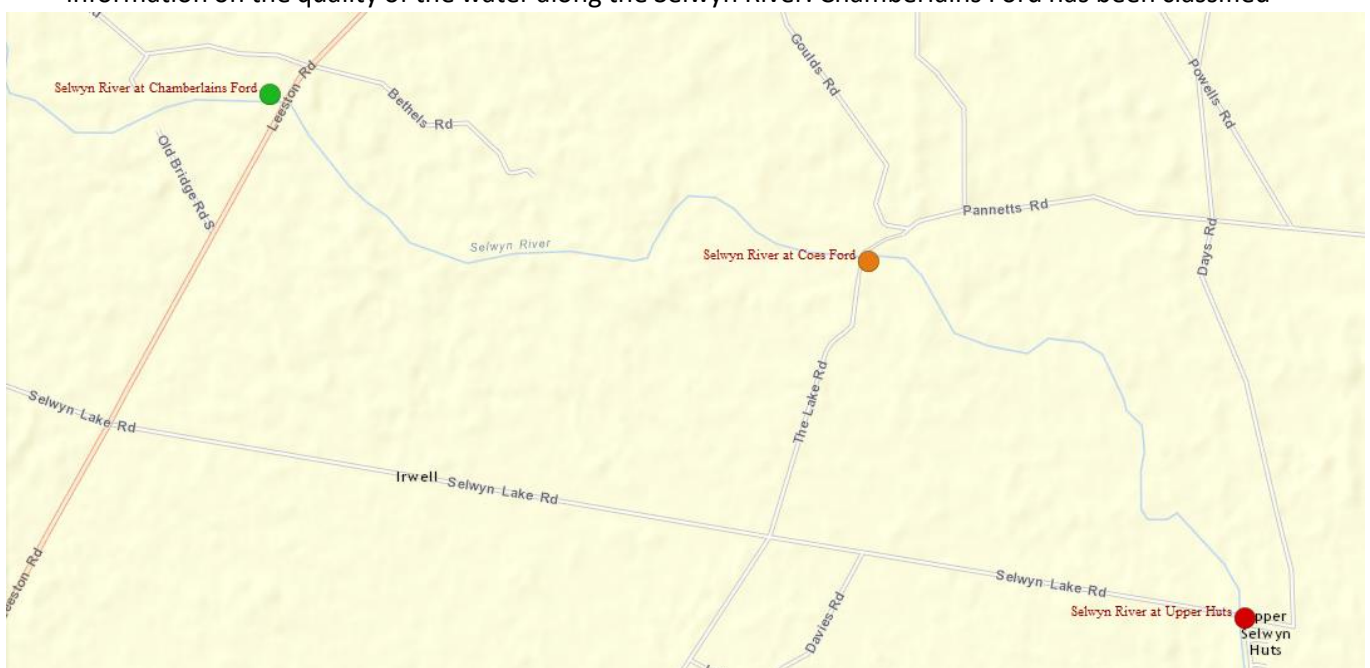 information on the quality of the water along the Selwyn River. Chamberlains Ford has been classified
Goulds Rd
Powells Rd
Selwyn River at Chamberlains Ford
Leeston Rd
Bethels Rd
Old Bridge Rd S
Pannetts Rd
Selwyn River
Selwyn River at Coes Ford
Days Rd
The Lake Rd
Selwyn Lake Rd
Irwell
Selwyn Lake Rd
Leeston Rd
Selwyn Lake Rd
Davies Rd
Selwyn River at Upper Huts
pper
Selwyn
Huts